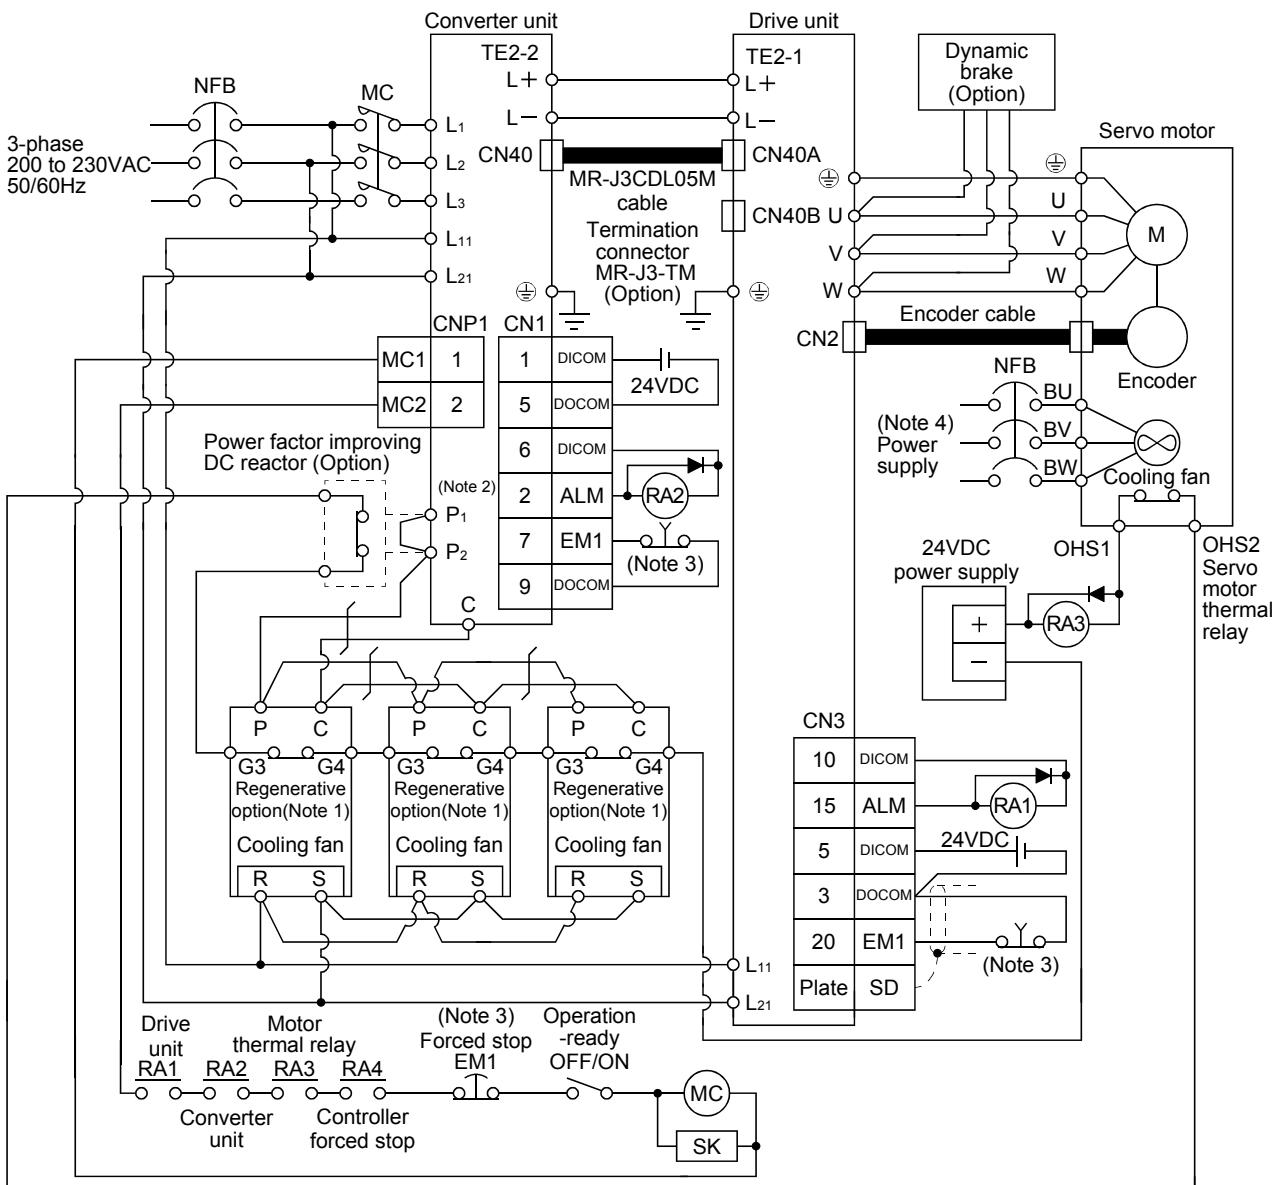 Converter unit
Drive unit
TE2-2
TE2-1
L+
L+
L−
L−
Dynamic
brake
(Option)
NFB
MC
3-phase
200 to 230VAC
50/60Hz
L1
L2
L3
L11
L21
CN40
CN40A
MR-J3CDL05M
cable
CN40B
Termination
connector
MR-J3-TM
(Option)
U
V
W
Servo motor
U
V
W
M
CN2
Encoder cable
Encoder
CNP1
CN1
MC1 1
MC2 2
1 DICOM
5 DOCOM
6 DICOM
2 ALM
7 EM1
9 DOCOM
24VDC
RA2
(Note 3)
NFB
(Note 4)
Power
supply
BU
BV
BW
Cooling fan
Power factor improving
DC reactor (Option)
(Note 2)
P1
P2
C
24VDC
power supply
+
−
RA3
OHS1
OHS2
Servo
motor
thermal
relay
P C
P C
P C
G3 G4
G3 G4
G3 G4
Regenerative
option(Note 1)
Regenerative
option(Note 1)
Regenerative
option(Note 1)
Cooling fan
Cooling fan
Cooling fan
R S
R S
R S
CN3
10 DICOM
15 ALM
5 DICOM
3 DOCOM
20 EM1
Plate SD
RA1
24VDC
(Note 3)
L11
L21
Drive
unit
RA1
RA2
Converter
unit
Motor
thermal relay
RA3
RA4
Controller
forced stop
(Note 3)
Forced stop
EM1
Operation
-ready
OFF/ON
MC
SK